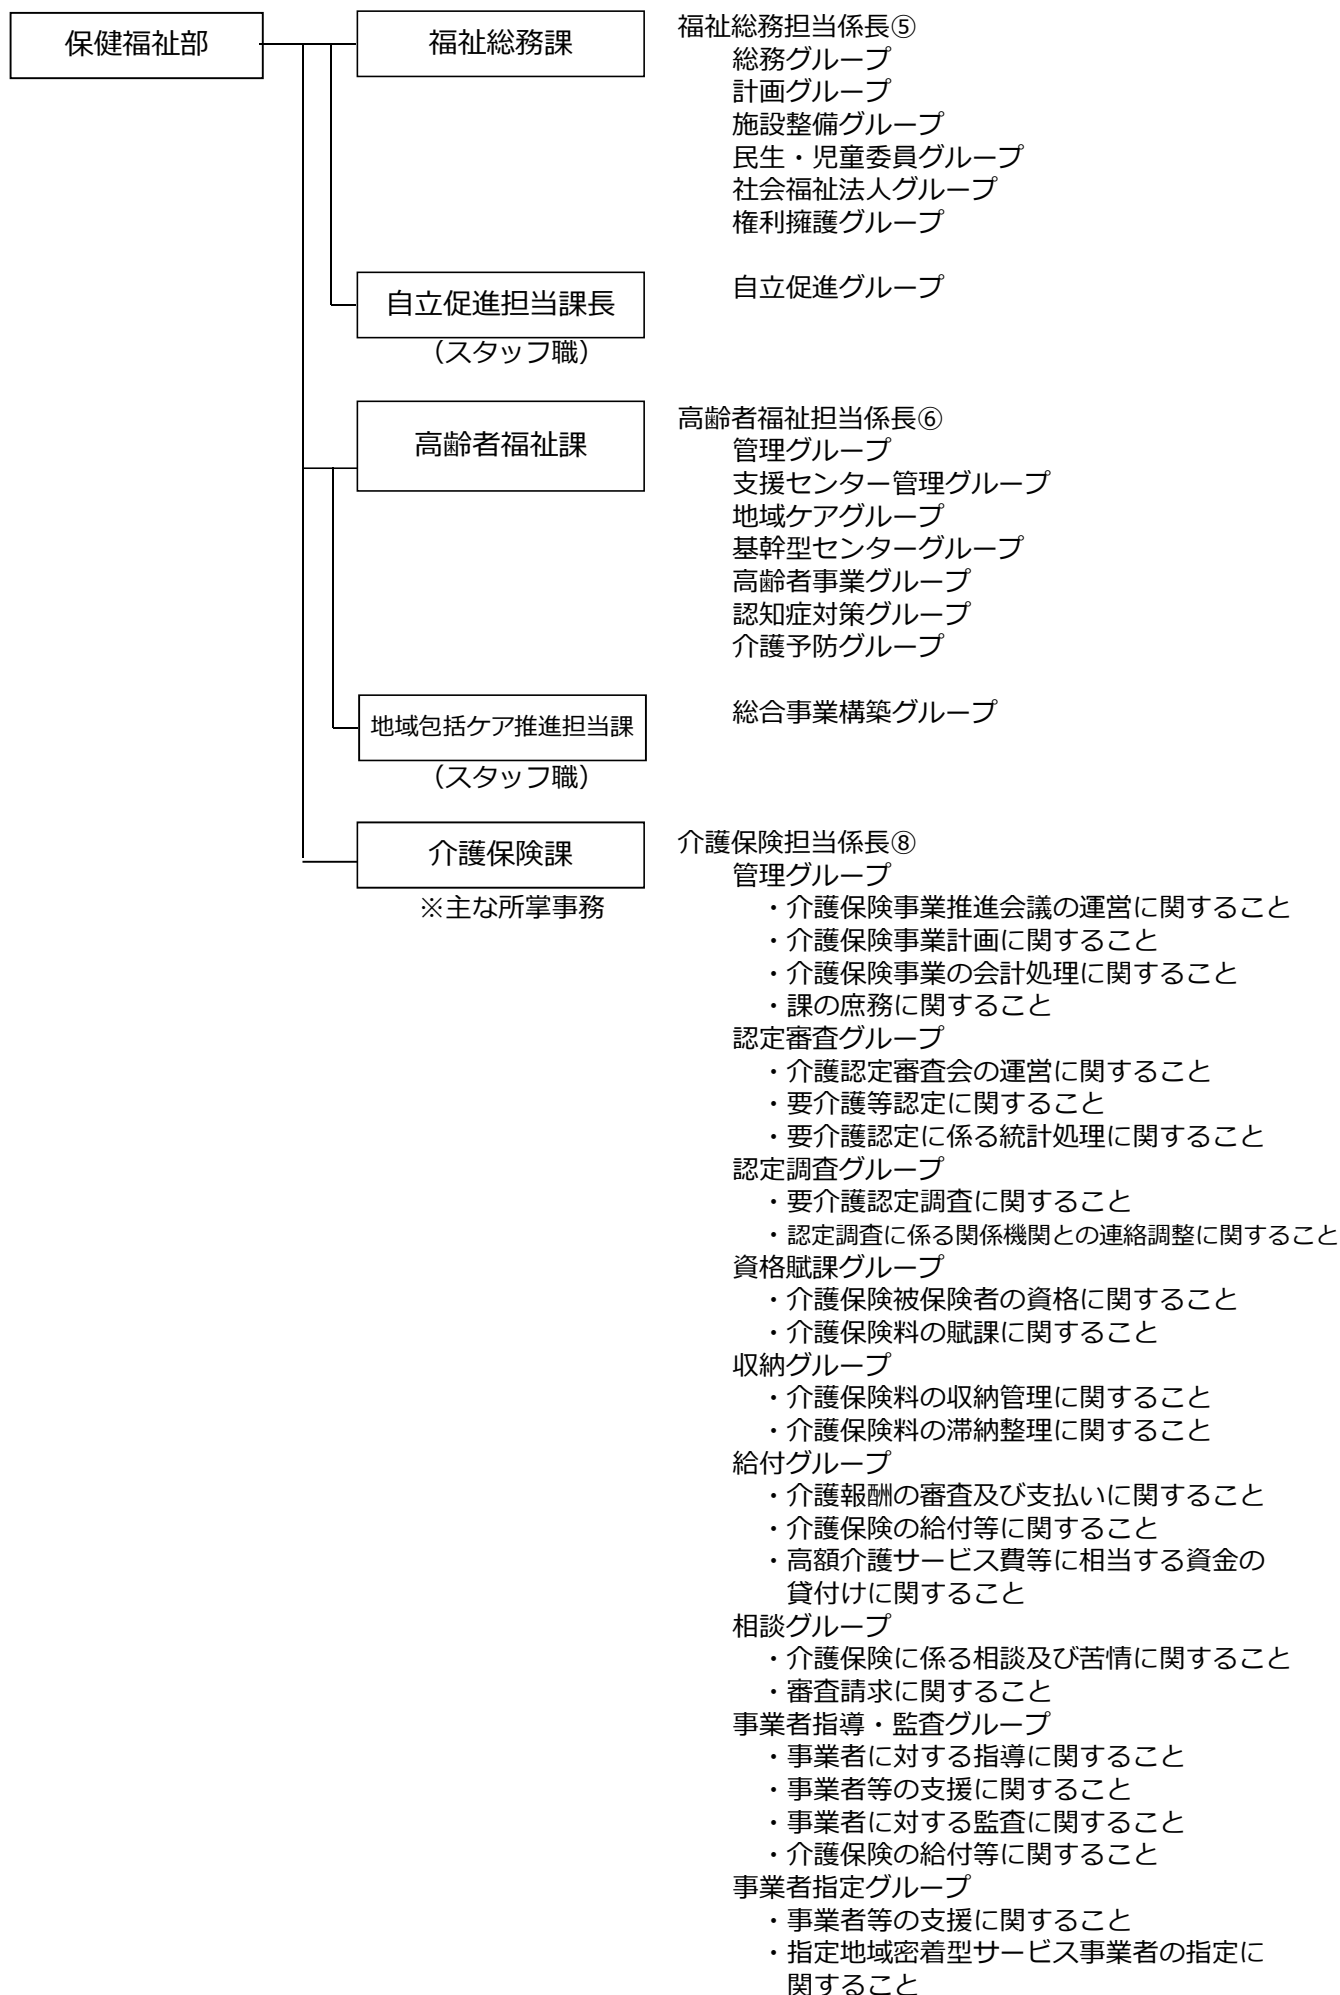 保健福祉部
福祉総務課
福祉総務担当係長⑤
総務グループ
計画グループ
施設整備グループ
民生・児童委員グループ
社会福祉法人グループ
権利擁護グループ
自立促進担当課長
（スタッフ職）
自立促進グループ
高齢者福祉課
高齢者福祉担当係長⑥
管理グループ
支援センター管理グループ
地域ケアグループ
基幹型センターグループ
高齢者事業グループ
認知症対策グループ
介護予防グループ
地域包括ケア推進担当課
（スタッフ職）
総合事業構築グループ
介護保険課
※主な所掌事務
介護保険担当係長⑧
管理グループ
・介護保険事業推進会議の運営に関すること
・介護保険事業計画に関すること
・介護保険事業の会計処理に関すること
・課の庶務に関すること
認定審査グループ
・介護認定審査会の運営に関すること
・要介護等認定に関すること
・要介護認定に係る統計処理に関すること
認定調査グループ
・要介護認定調査に関すること
・認定調査に係る関係機関との連絡調整に関すること
資格賦課グループ
・介護保険被保険者の資格に関すること
・介護保険料の賦課に関すること
収納グループ
・介護保険料の収納管理に関すること
・介護保険料の滞納整理に関すること
給付グループ
・介護報酬の審査及び支払いに関すること
・介護保険の給付等に関すること
・高額介護サービス費等に相当する資金の
貸付けに関すること
相談グループ
・介護保険に係る相談及び苦情に関すること
・審査請求に関すること
事業者指導・監査グループ
・事業者に対する指導に関すること
・事業者等の支援に関すること
・事業者に対する監査に関すること
・介護保険の給付等に関すること
事業者指定グループ
・事業者等の支援に関すること
・指定地域密着型サービス事業者の指定に
関すること